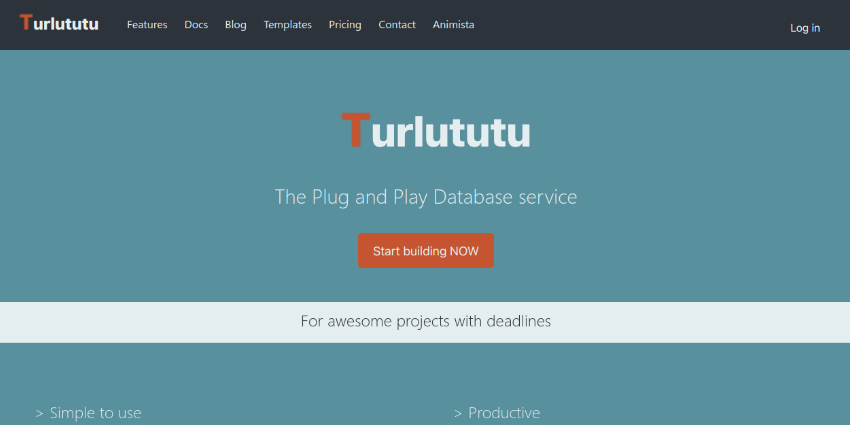 Turlututu Features Docs Blog Templates Pricing Contact Animista Log in
Turlututu
The Plug and Play Database service
Start building NOW
For awesome projects with deadlines
> Simple to use
> Productive